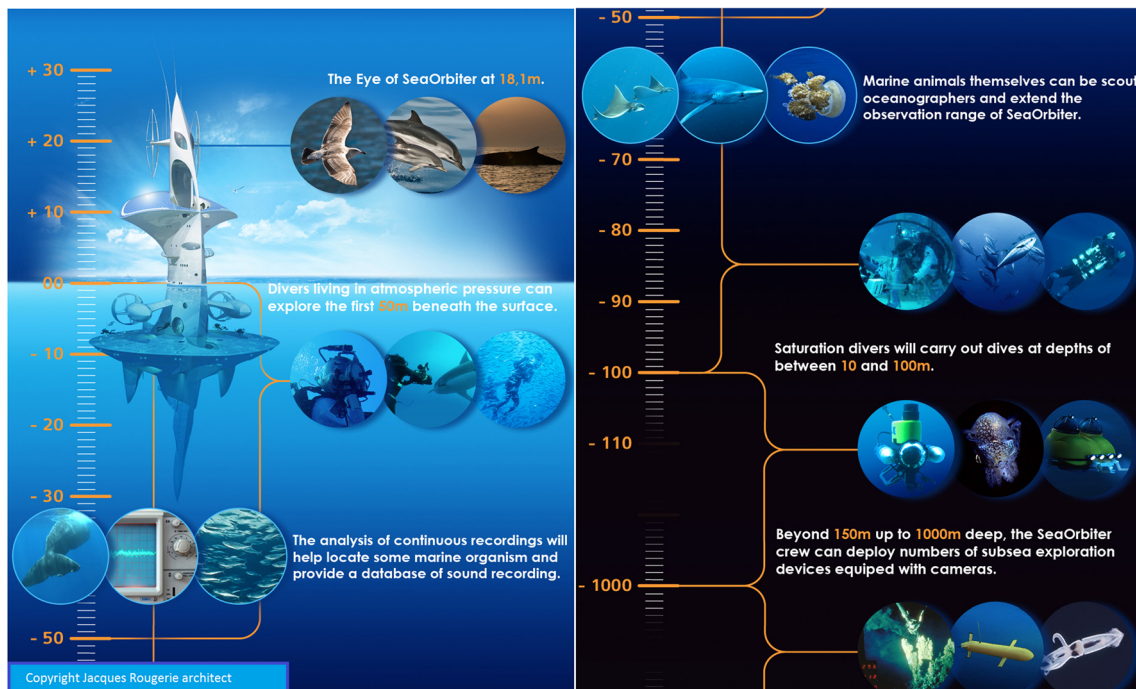 + 30
The Eye of SeaOrbiter at 18,1m.
+ 20
+ 10
00
Divers living in atmospheric pressure can
explore the first 50m beneath the surface.
- 10
- 20
- 30
The analysis of continuous recordings will
help locate some marine organism and
provide a database of sound recording.
- 50
Copyright Jacques Rougerie architect
- 50
Marine animals themselves can be scout
oceanographers and extend the
observation range of SeaOrbiter.
- 70
- 80
- 90
Saturation divers will carry out dives at depths of
between 10 and 100m.
- 100
- 110
Beyond 150m up to 1000m deep, the SeaOrbiter
crew can deploy numbers of subsea exploration
devices equiped with cameras.
- 1000